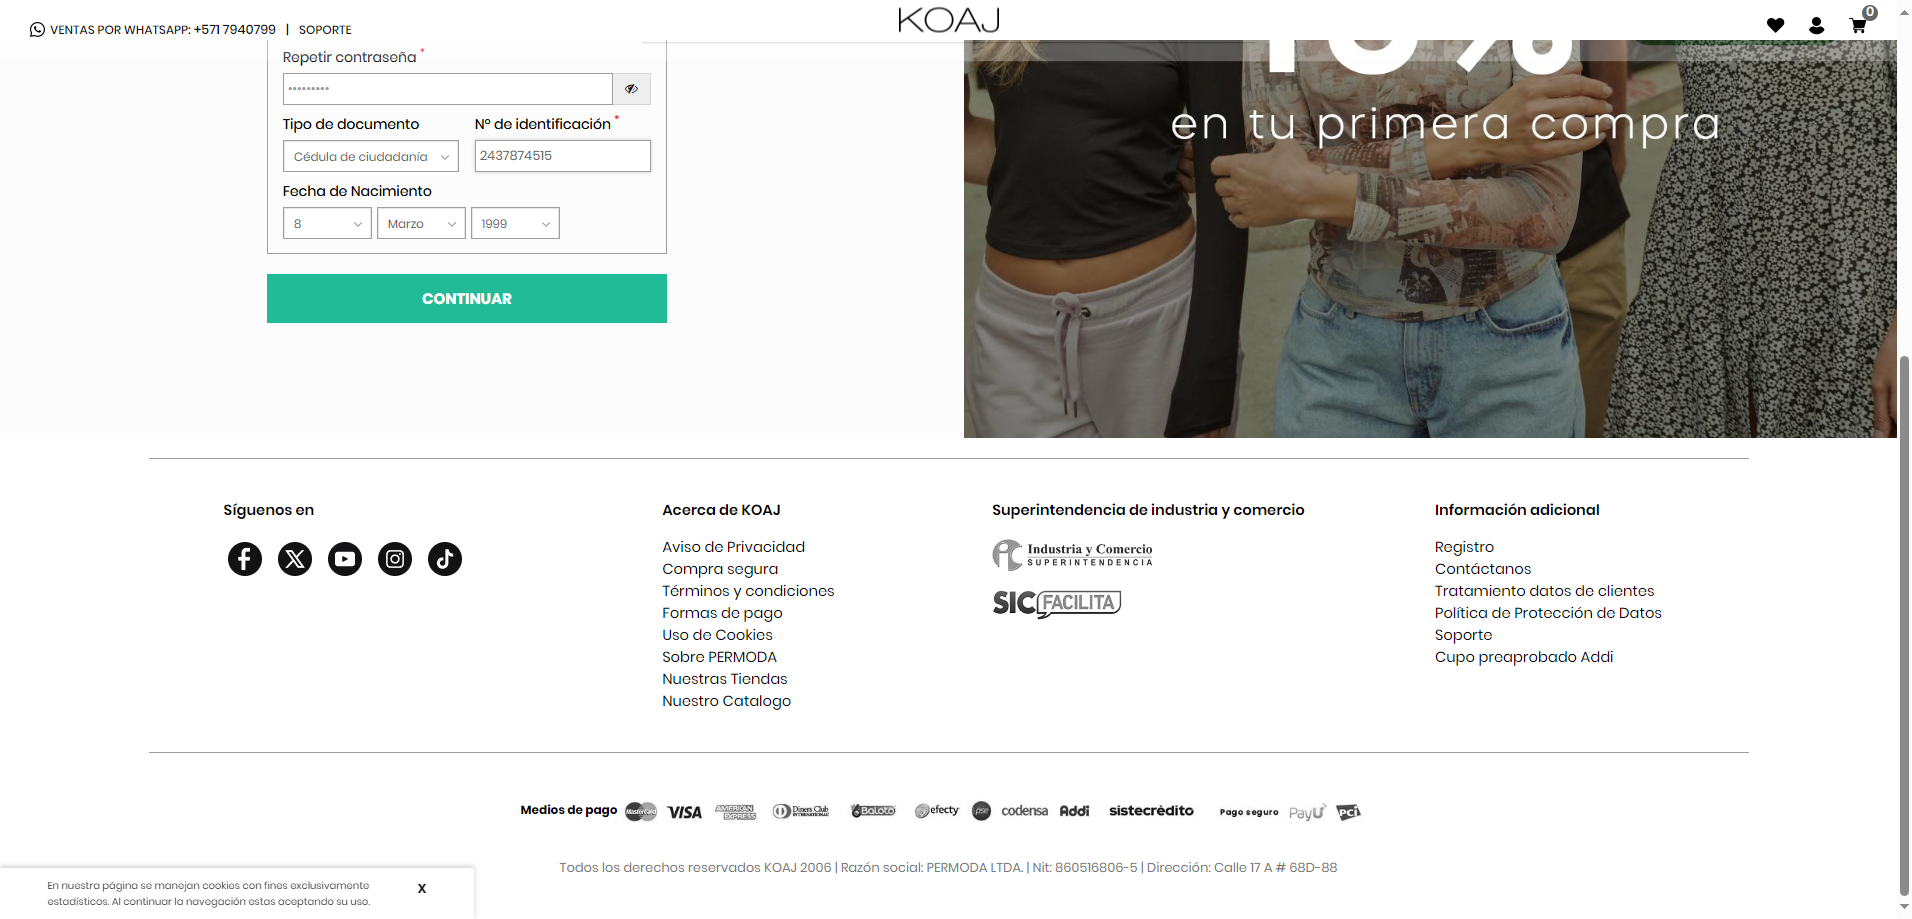 VENTAS POR WHATSAPP: +571 7940799 | SOPORTE
KOAJ
0
Repetir contraseña *
•••••••••
Tipo de documento
Nº de identificación *
Cédula de ciudadanía
2437874515
Fecha de Nacimiento
8
Marzo
1999
CONTINUAR
10%
en tu primera compra
Síguenos en
Acerca de KOAJ
Aviso de Privacidad
Compra segura
Términos y condiciones
Formas de pago
Uso de Cookies
Sobre PERMODA
Nuestras Tiendas
Nuestro Catalogo
Superintendencia de industria y comercio
Industria y Comercio
SUPERINTENDENCIA
SIC FACILITA
Información adicional
Registro
Contáctanos
Tratamiento datos de clientes
Política de Protección de Datos
Soporte
Cupo preaprobado Addi
Medios de pago MasterCard VISA AMERICAN EXPRESS Diners Club INTERNATIONAL Baloto efecty pse codensa Addi sistecrédito Pago seguro PayU PCI
Todos los derechos reservados KOAJ 2006 | Razón social: PERMODA LTDA. | Nit: 860516806-5 | Dirección: Calle 17 A # 68D-88
En nuestra página se manejan cookies con fines exclusivamente
estadísticos. Al continuar la navegación estas aceptando su uso.
X